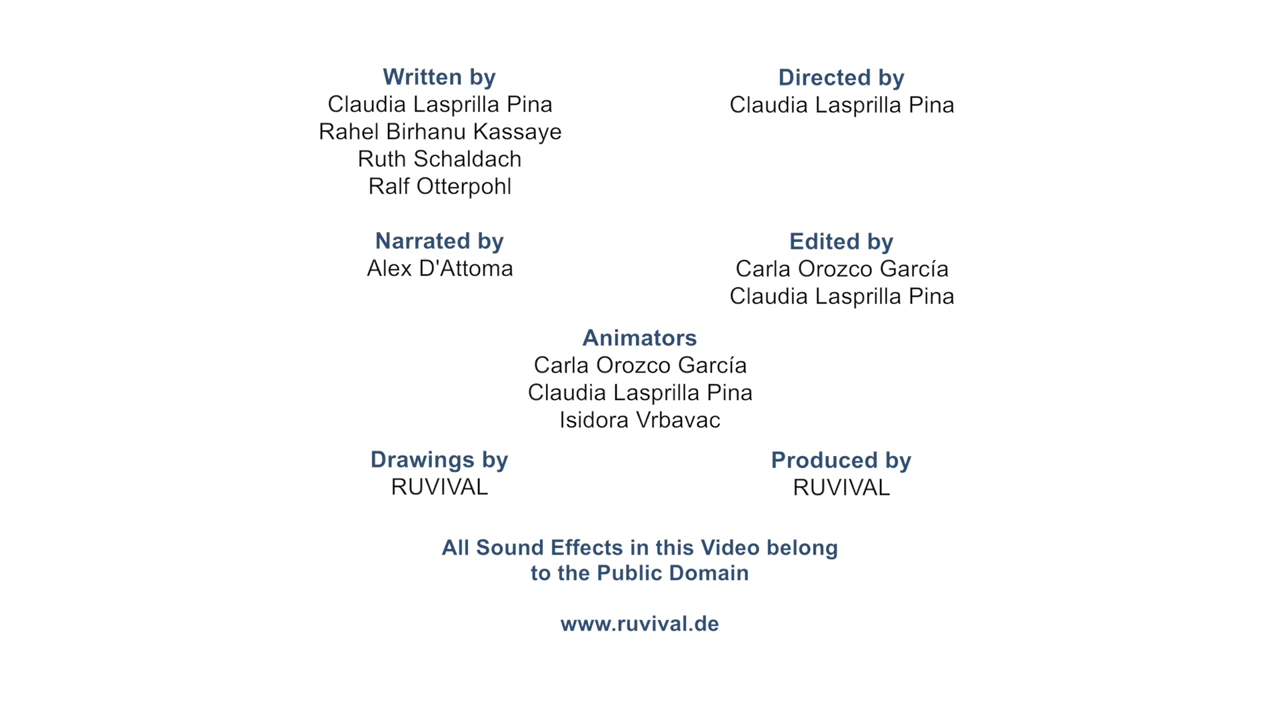 Written by
Claudia Lasprilla Pina
Rahel Birhanu Kassaye
Ruth Schaldach
Ralf Otterpohl
Directed by
Claudia Lasprilla Pina
Narrated by
Alex D'Attoma
Edited by
Carla Orozco García
Claudia Lasprilla Pina
Animators
Carla Orozco García
Claudia Lasprilla Pina
Isidora Vrbavac
Drawings by
RUVIVAL
Produced by
RUVIVAL
All Sound Effects in this Video belong
to the Public Domain
www.ruvival.de